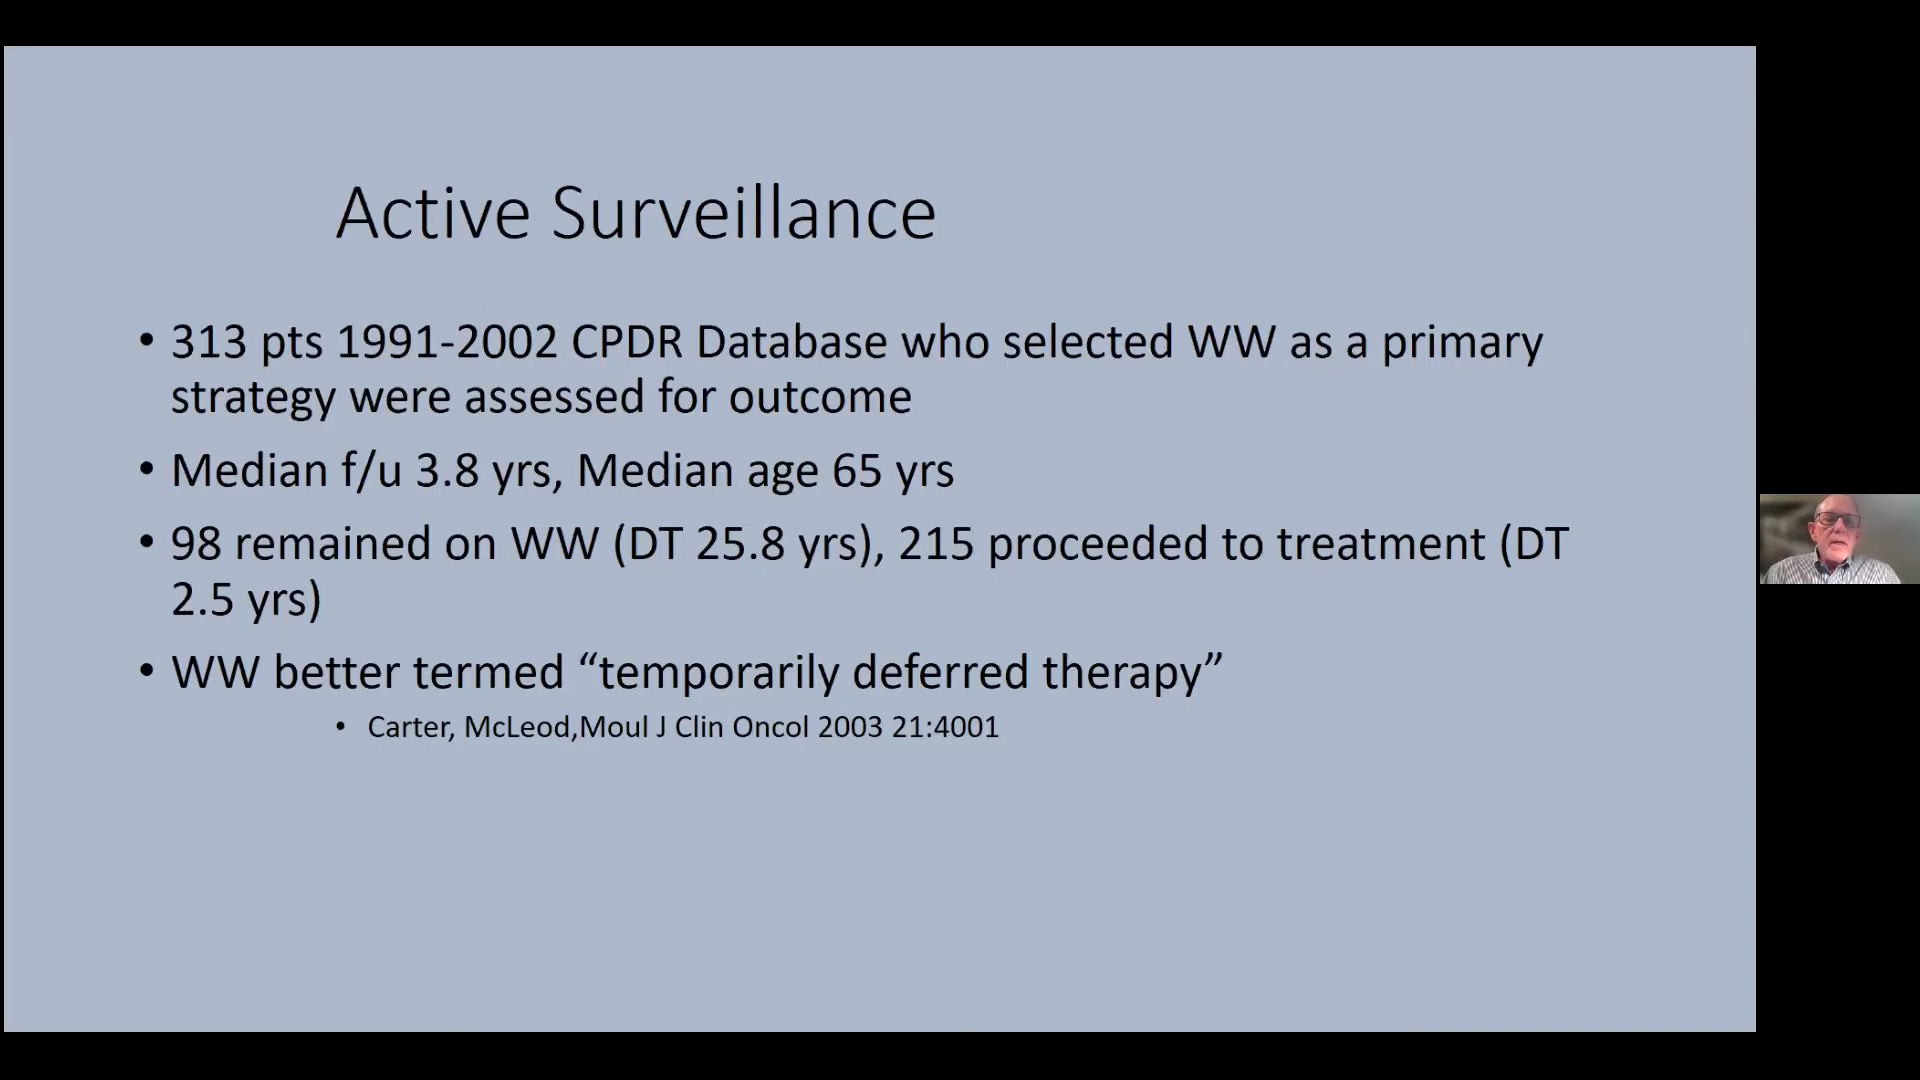 Active Surveillance
• 313 pts 1991-2002 CPDR Database who selected WW as a primary
strategy were assessed for outcome
• Median f/u 3.8 yrs, Median age 65 yrs
• 98 remained on WW (DT 25.8 yrs), 215 proceeded to treatment (DT
2.5 yrs)
• WW better termed “temporarily deferred therapy”
• Carter, McLeod,Moul J Clin Oncol 2003 21:4001